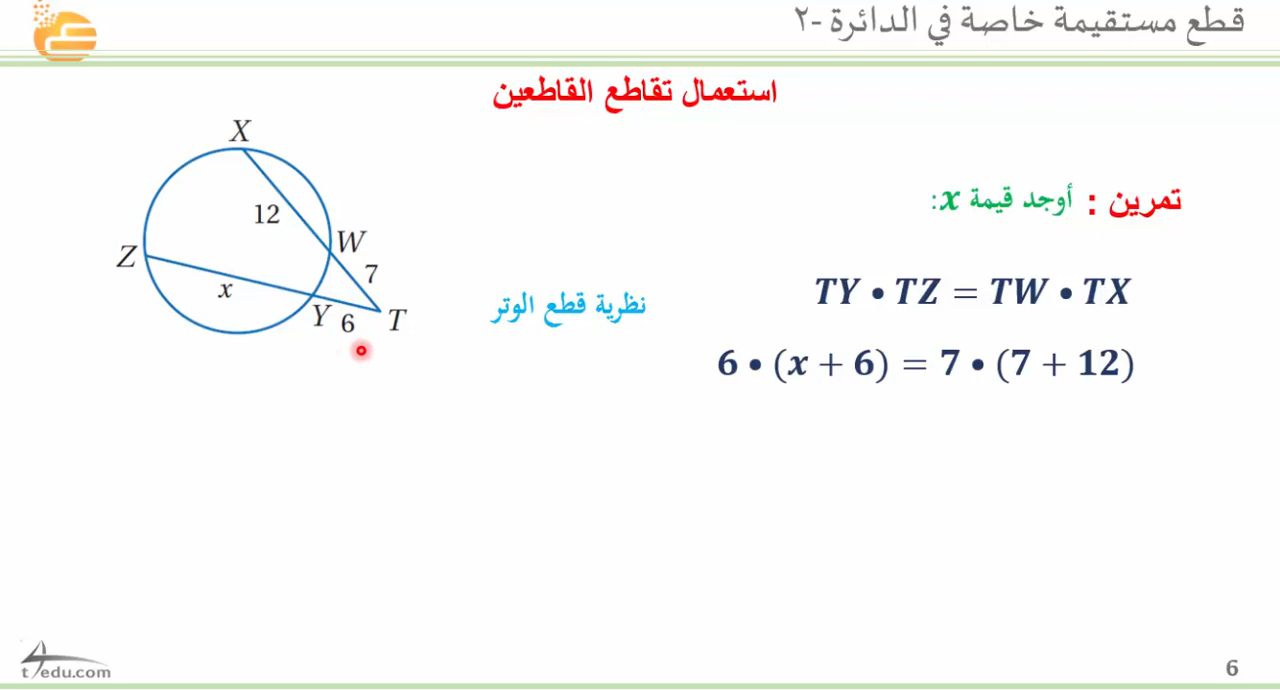 قطع مستقيمة خاصة في الدائرة -٢
استعمال تقاطع القاطعين
تمرين : أوجد قيمة x:
X
12
W
Z
7
x
Y 6 T
TY • TZ = TW • TX
نظرية قطع الوتر
6 • (x + 6) = 7 • (7 + 12)
t4edu.com
6